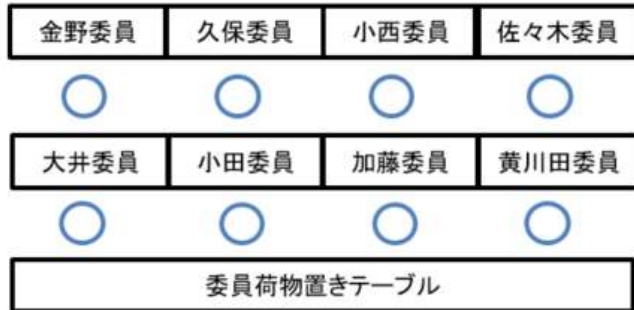 金野委員 久保委員 小西委員 佐々木委員
大井委員 小田委員 加藤委員 黄川田委員
委員荷物置きテーブル